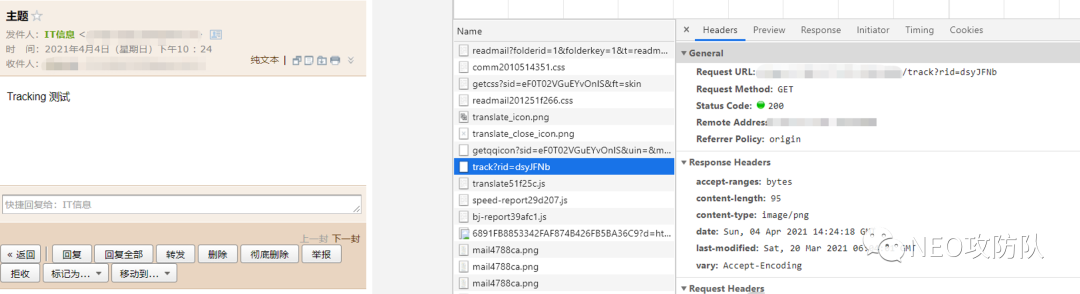 主题
发件人：IT信息 <
时　间：2021年4月4日（星期日）下午10：24
收件人：
纯文本 |
Tracking 测试
快捷回复给：IT信息
上一封 下一封
« 返回 回复 回复全部 转发 删除 彻底删除 举报
拒收 标记为... 移动到...
Name
readmail?folderid=1&folderkey=1&t=readm...
comm2010514351.css
getcss?sid=eF0T02VGuEYvOnIS&ft=skin
readmail201251f266.css
translate_icon.png
translate_close_icon.png
getqqicon?sid=eF0T02VGuEYvOnIS&uin=&m...
track?rid=dsyJFNb
translate51f25c.js
speed-report29d207.js
bj-report39afc1.js
6891FB8853342FAF874B426FB5BA36C9?d=ht...
mail4788ca.png
mail4788ca.png
mail4788ca.png
× Headers Preview Response Initiator Timing Cookies
General
Request URL: /track?rid=dsyJFNb
Request Method: GET
Status Code: 200
Remote Address:
Referrer Policy: origin
Response Headers
accept-ranges: bytes
content-length: 95
content-type: image/png
date: Sun, 04 Apr 2021 14:24:18 GMT
last-modified: Sat, 20 Mar 2021 06 GMT
vary: Accept-Encoding
Request Headers
NEO攻防队